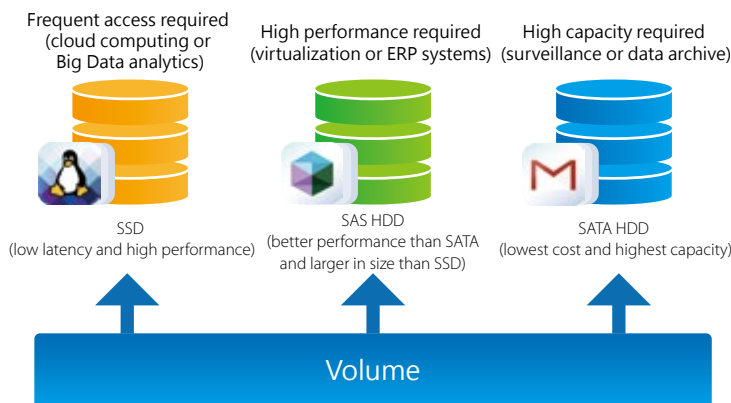 Frequent access required
(cloud computing or
Big Data analytics)
High performance required
(virtualization or ERP systems)
High capacity required
(surveillance or data archive)
SSD
(low latency and high performance)
SAS HDD
(better performance than SATA
and larger in size than SSD)
SATA HDD
(lowest cost and highest capacity)
Volume